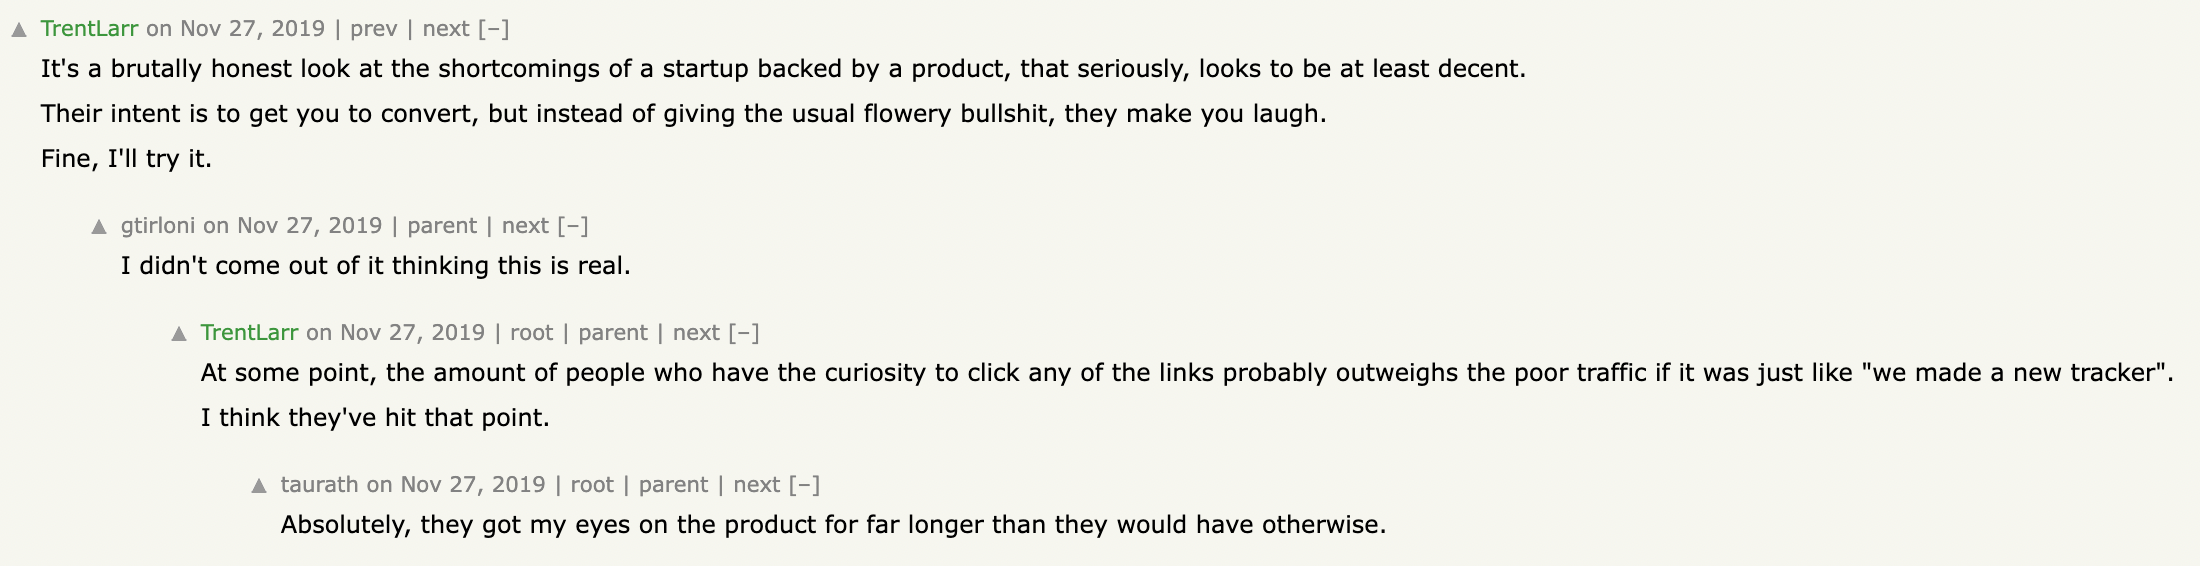 ▲ TrentLarr on Nov 27, 2019 | prev | next [–]
It's a brutally honest look at the shortcomings of a startup backed by a product, that seriously, looks to be at least decent.
Their intent is to get you to convert, but instead of giving the usual flowery bullshit, they make you laugh.
Fine, I'll try it.
▲ gtirloni on Nov 27, 2019 | parent | next [–]
I didn't come out of it thinking this is real.
▲ TrentLarr on Nov 27, 2019 | root | parent | next [–]
At some point, the amount of people who have the curiosity to click any of the links probably outweighs the poor traffic if it was just like "we made a new tracker".
I think they've hit that point.
▲ taurath on Nov 27, 2019 | root | parent | next [–]
Absolutely, they got my eyes on the product for far longer than they would have otherwise.